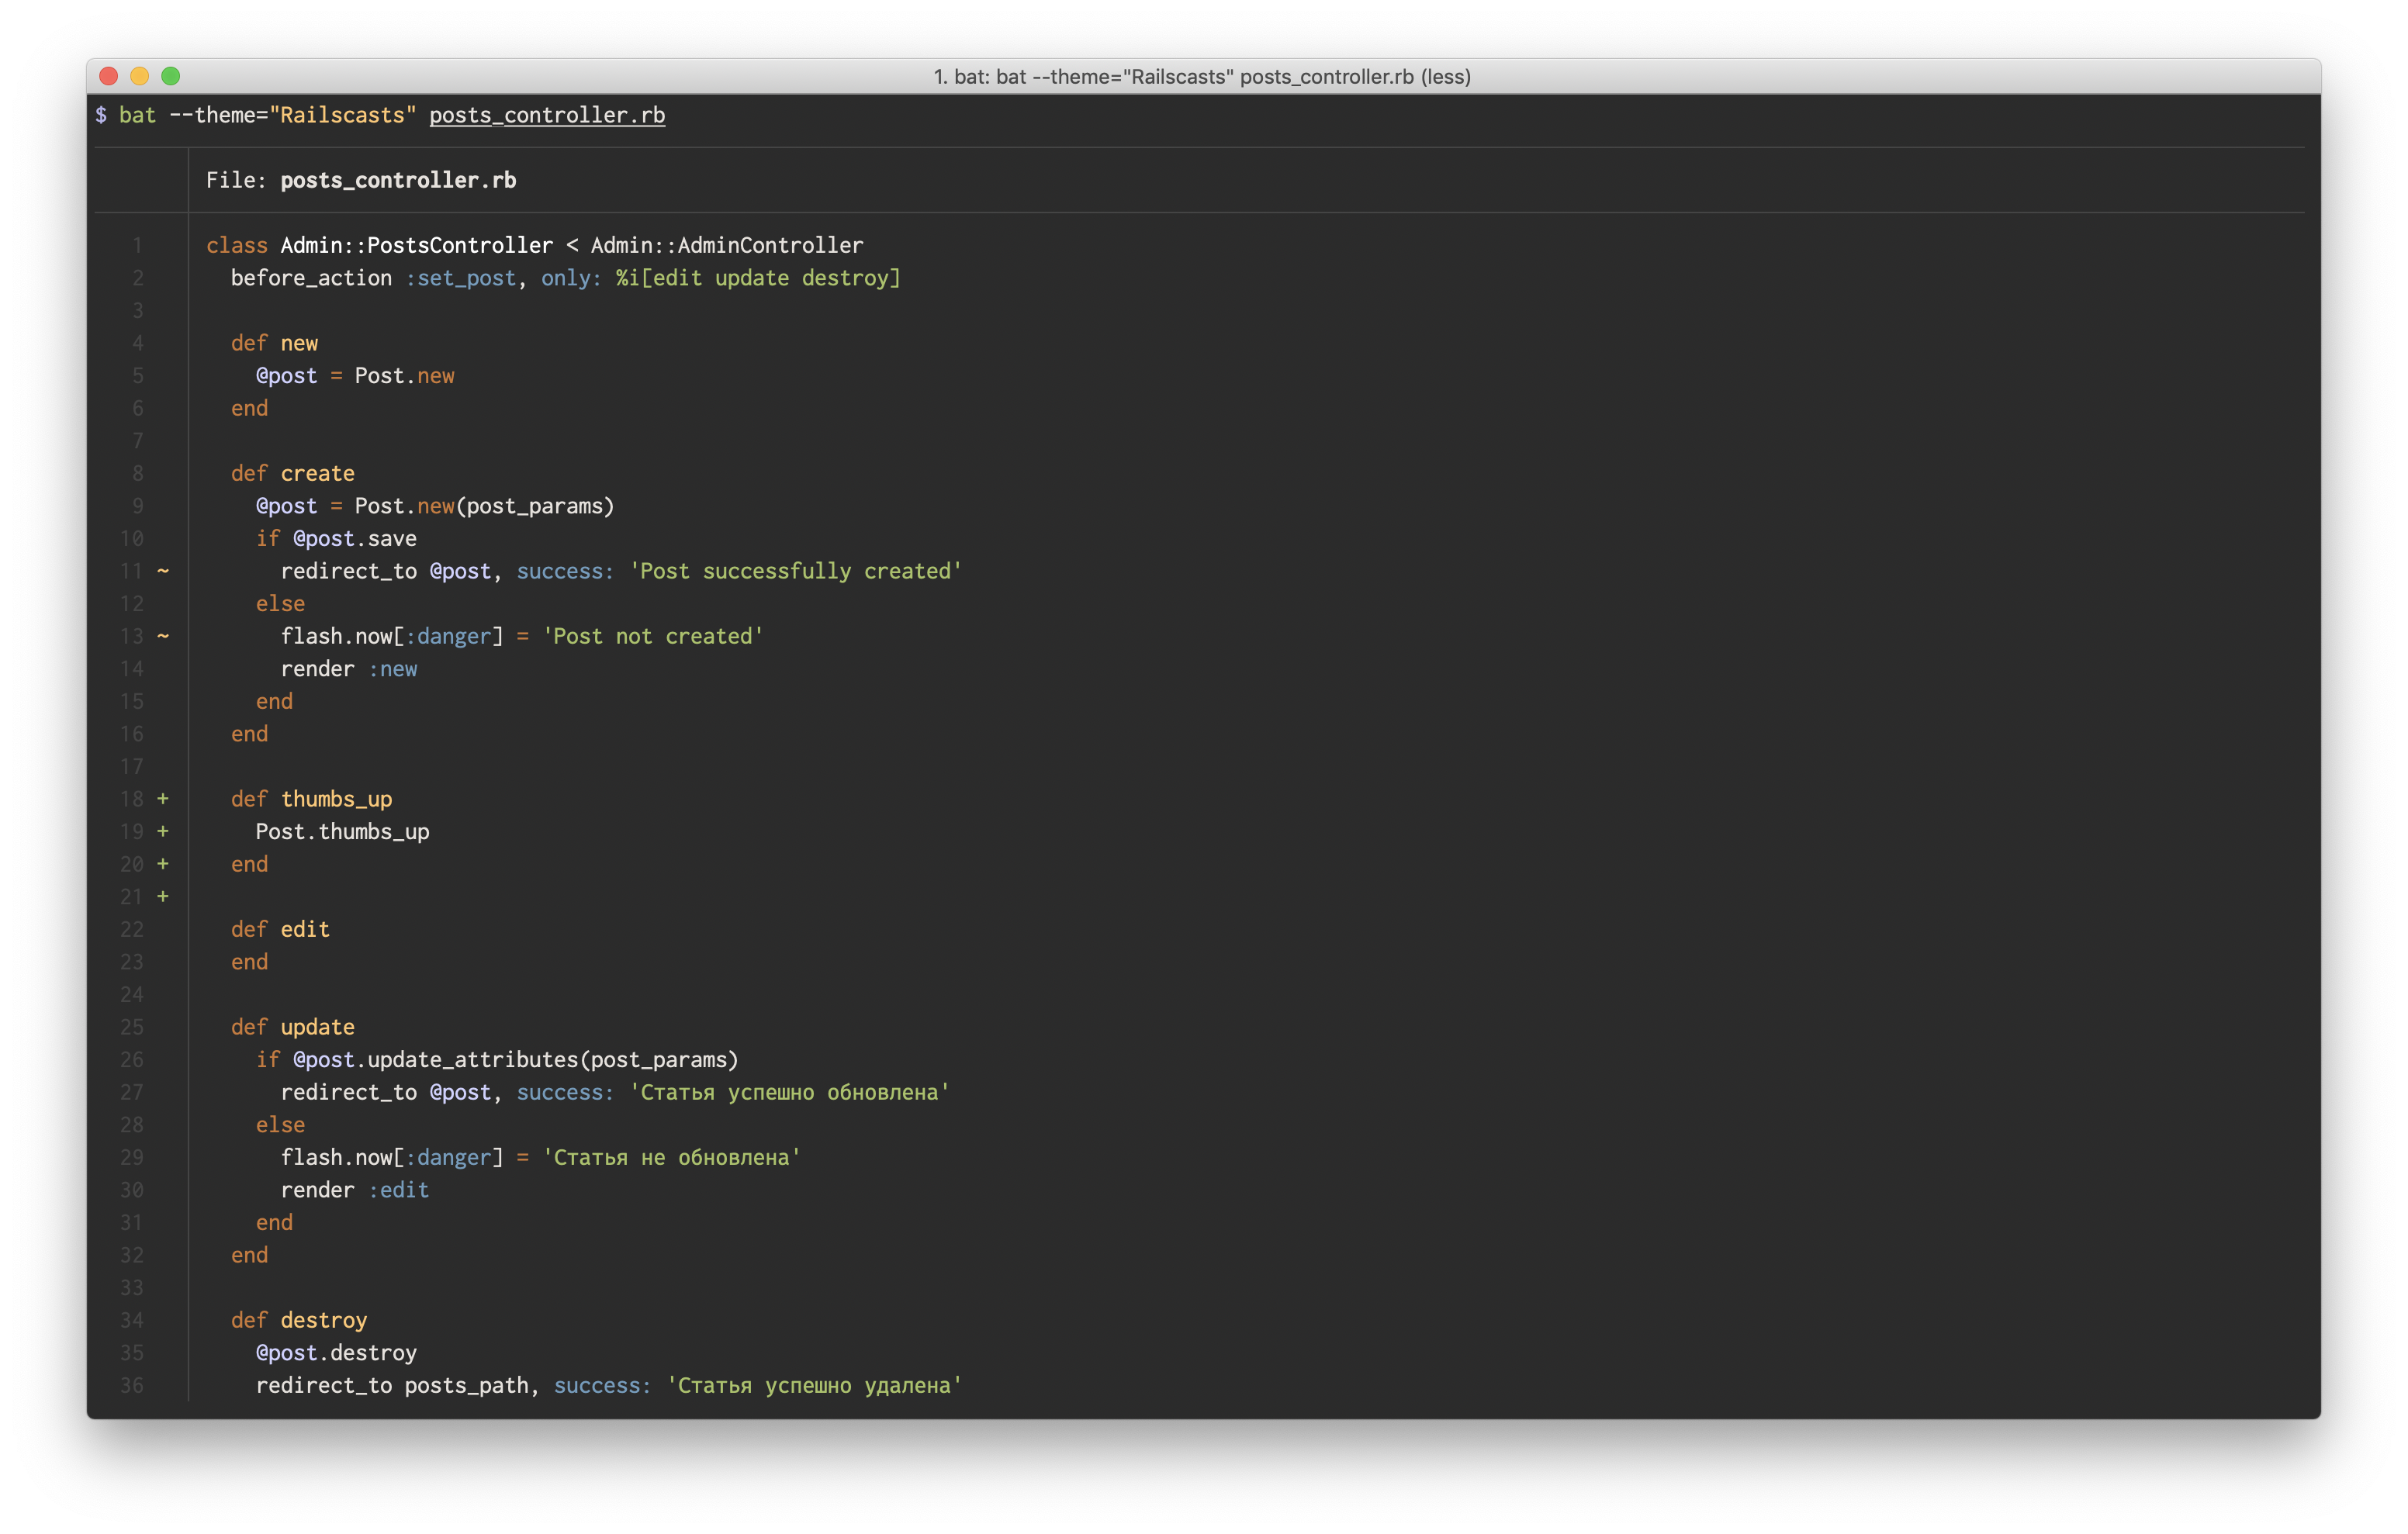 1. bat: bat --theme="Railscasts" posts_controller.rb (less)
$ bat --theme="Railscasts" posts_controller.rb
File: posts_controller.rb
1 class Admin::PostsController < Admin::AdminController
2   before_action :set_post, only: %i[edit update destroy]
3
4   def new
5     @post = Post.new
6   end
7
8   def create
9     @post = Post.new(post_params)
10     if @post.save
11 ~       redirect_to @post, success: 'Post successfully created'
12     else
13 ~       flash.now[:danger] = 'Post not created'
14       render :new
15     end
16   end
17
18 +   def thumbs_up
19 +     Post.thumbs_up
20 +   end
21 +
22   def edit
23   end
24
25   def update
26     if @post.update_attributes(post_params)
27       redirect_to @post, success: 'Статья успешно обновлена'
28     else
29       flash.now[:danger] = 'Статья не обновлена'
30       render :edit
31     end
32   end
33
34   def destroy
35     @post.destroy
36     redirect_to posts_path, success: 'Статья успешно удалена'